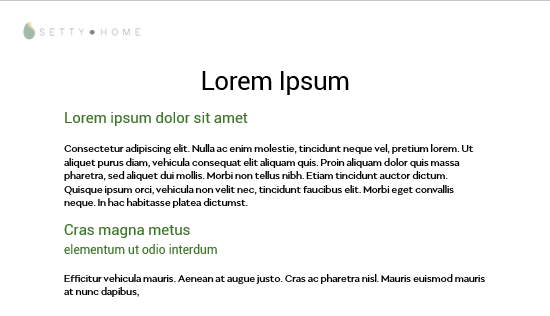 SETTY HOME
Lorem Ipsum
Lorem ipsum dolor sit amet
Consectetur adipiscing elit. Nulla ac enim molestie, tincidunt neque vel, pretium lorem. Ut
aliquet purus diam, vehicula consequat elit aliquam quis. Proin aliquam dolor quis massa
pharetra, sed aliquet dui mollis. Morbi non tellus nibh. Etiam tincidunt auctor dictum.
Quisque ipsum orci, vehicula non velit nec, tincidunt faucibus elit. Morbi eget convallis
neque. In hac habitasse platea dictumst.
Cras magna metus
elementum ut odio interdum
Efficitur vehicula mauris. Aenean at augue justo. Cras ac pharetra nisl. Mauris euismod mauris
at nunc dapibus,